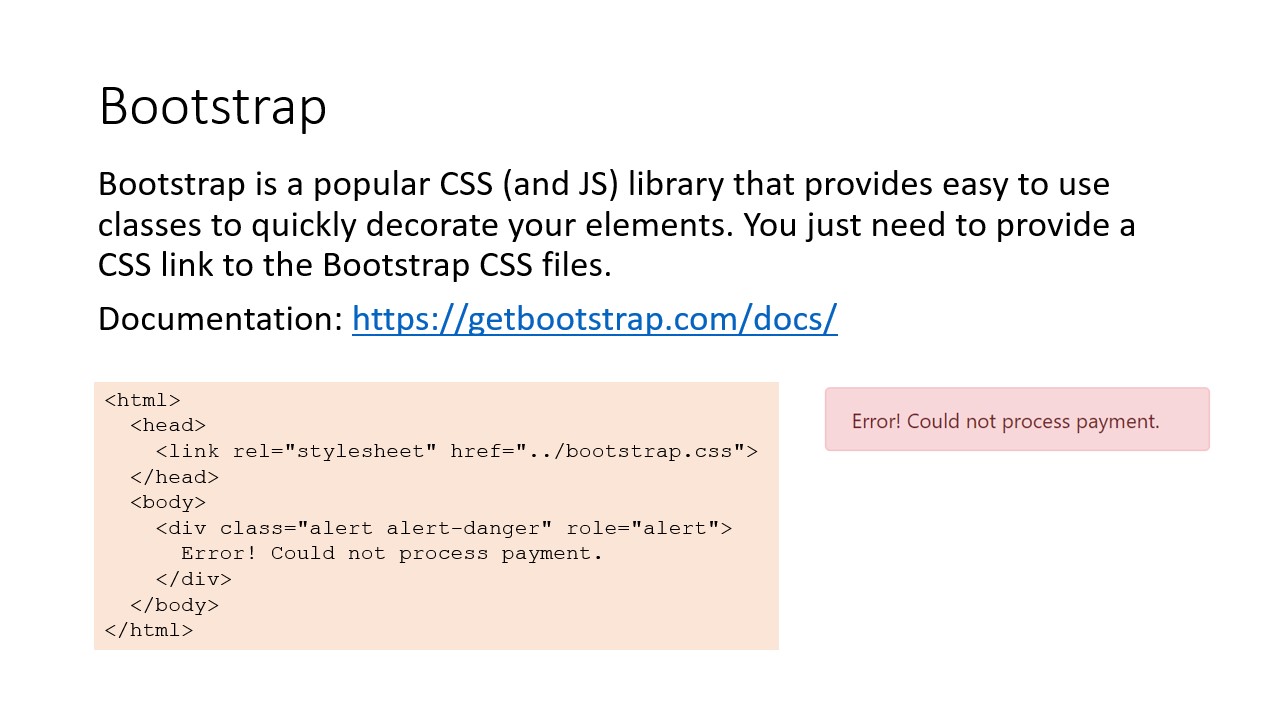 Bootstrap
Bootstrap is a popular CSS (and JS) library that provides easy to use
classes to quickly decorate your elements. You just need to provide a
CSS link to the Bootstrap CSS files.
Documentation: https://getbootstrap.com/docs/
<html>
  <head>
    <link rel="stylesheet" href="../bootstrap.css">
  </head>
  <body>
    <div class="alert alert-danger" role="alert">
      Error! Could not process payment.
    </div>
  </body>
</html>
Error! Could not process payment.